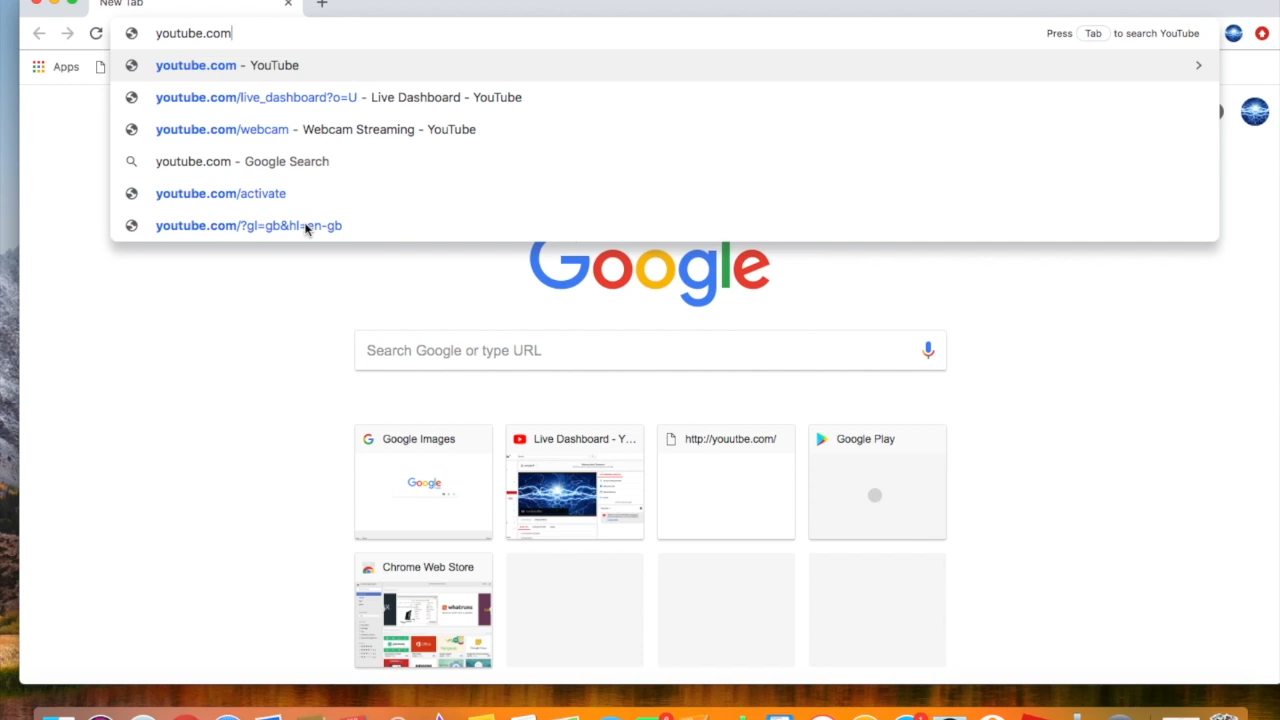 New Tab
youtube.com
Press Tab to search YouTube
Apps
youtube.com - YouTube
youtube.com/live_dashboard?o=U - Live Dashboard - YouTube
youtube.com/webcam - Webcam Streaming - YouTube
youtube.com - Google Search
youtube.com/activate
youtube.com/?gl=gb&hl=en-gb
Google
Search Google or type URL
Google Images
Live Dashboard - Y...
http://youutbe.com/
Google Play
Google
Chrome Web Store
whatruns
Office